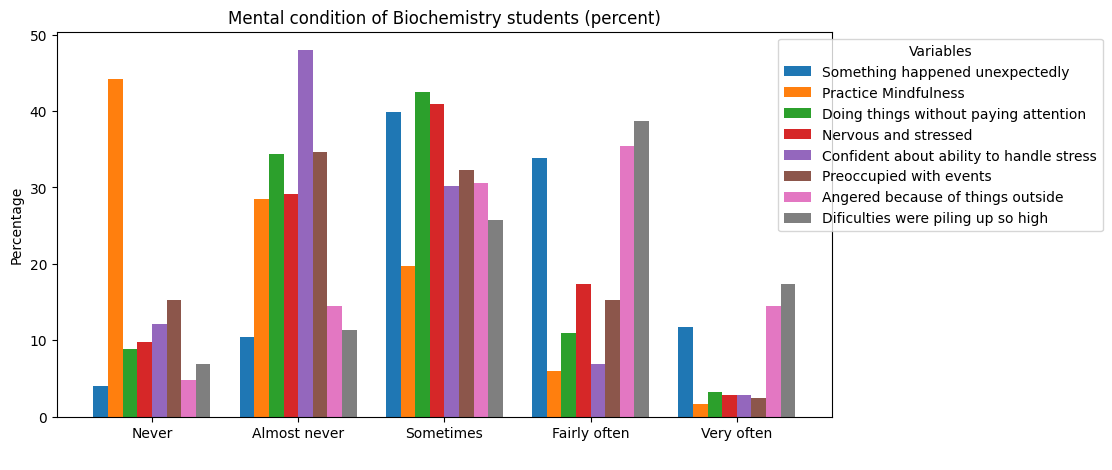 Mental condition of Biochemistry students (percent)
Variables
Something happened unexpectedly
Practice Mindfulness
Doing things without paying attention
Nervous and stressed
Confident about ability to handle stress
Preoccupied with events
Angered because of things outside
Dificulties were piling up so high
Percentage
50
40
30
20
10
0
Never
Almost never
Sometimes
Fairly often
Very often